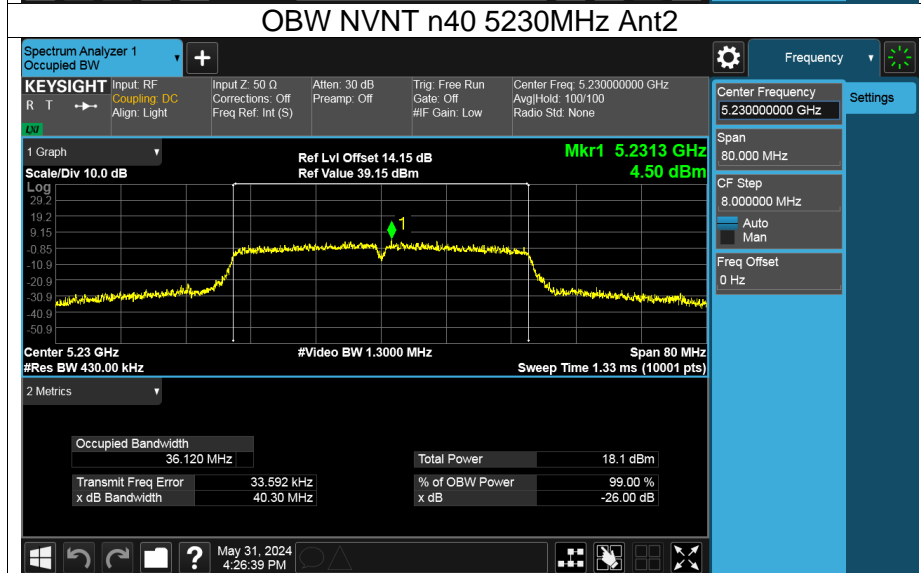 OBW NVNT n40 5230MHz Ant2
Spectrum Analyzer 1
Occupied BW
+
Frequency
KEYSIGHT
R T
LXI
Input: RF
Coupling: DC
Align: Light
Input Z: 50 Ω
Corrections: Off
Freq Ref: Int (S)
Atten: 30 dB
Preamp: Off
Trig: Free Run
Gate: Off
#IF Gain: Low
Center Freq: 5.230000000 GHz
Avg|Hold: 100/100
Radio Std: None
Center Frequency
5.230000000 GHz
Settings
Span
80.000 MHz
CF Step
8.000000 MHz
Auto
Man
Freq Offset
0 Hz
1 Graph
Scale/Div 10.0 dB
Ref Lvl Offset 14.15 dB
Ref Value 39.15 dBm
Mkr1 5.2313 GHz
4.50 dBm
Log
29.2
19.2
9.15
-0.85
-10.9
-20.9
-30.9
-40.9
-50.9
1
Center 5.23 GHz
#Res BW 430.00 kHz
#Video BW 1.3000 MHz
Span 80 MHz
Sweep Time 1.33 ms (10001 pts)
2 Metrics
Occupied Bandwidth
36.120 MHz
Total Power 18.1 dBm
Transmit Freq Error 33.592 kHz
% of OBW Power 99.00 %
x dB Bandwidth 40.30 MHz
x dB -26.00 dB
?
May 31, 2024
4:26:39 PM